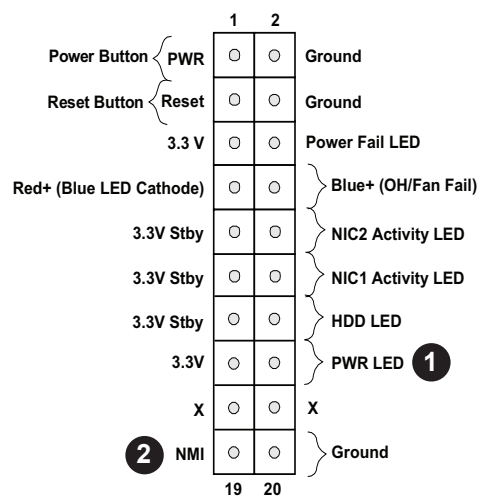 1 2
Power Button PWR Ground
Reset Button Reset Ground
3.3 V Power Fail LED
Red+ (Blue LED Cathode) Blue+ (OH/Fan Fail)
3.3V Stby NIC2 Activity LED
3.3V Stby NIC1 Activity LED
3.3V Stby HDD LED
3.3V PWR LED 1
X X
2 NMI Ground
19 20